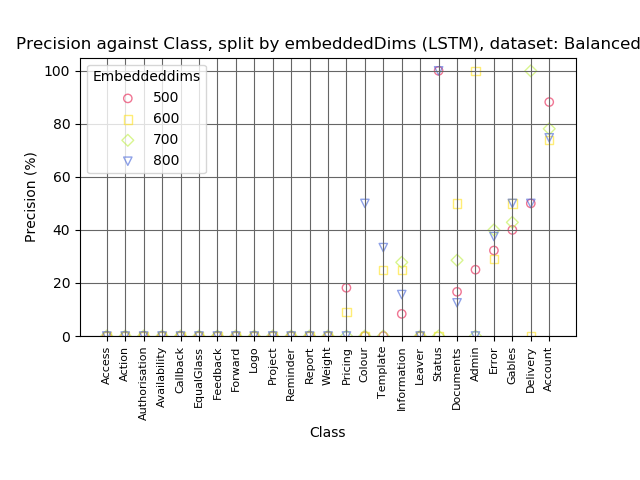 Precision against Class, split by embeddedDims (LSTM), dataset: Balanced
Embeddeddims
500
600
700
800
Precision (%)
100
80
60
40
20
0
Access
Action
Authorisation
Availability
Callback
EqualGlass
Feedback
Forward
Logo
Project
Reminder
Report
Weight
Pricing
Colour
Template
Information
Leaver
Status
Documents
Admin
Error
Gables
Delivery
Account
Class